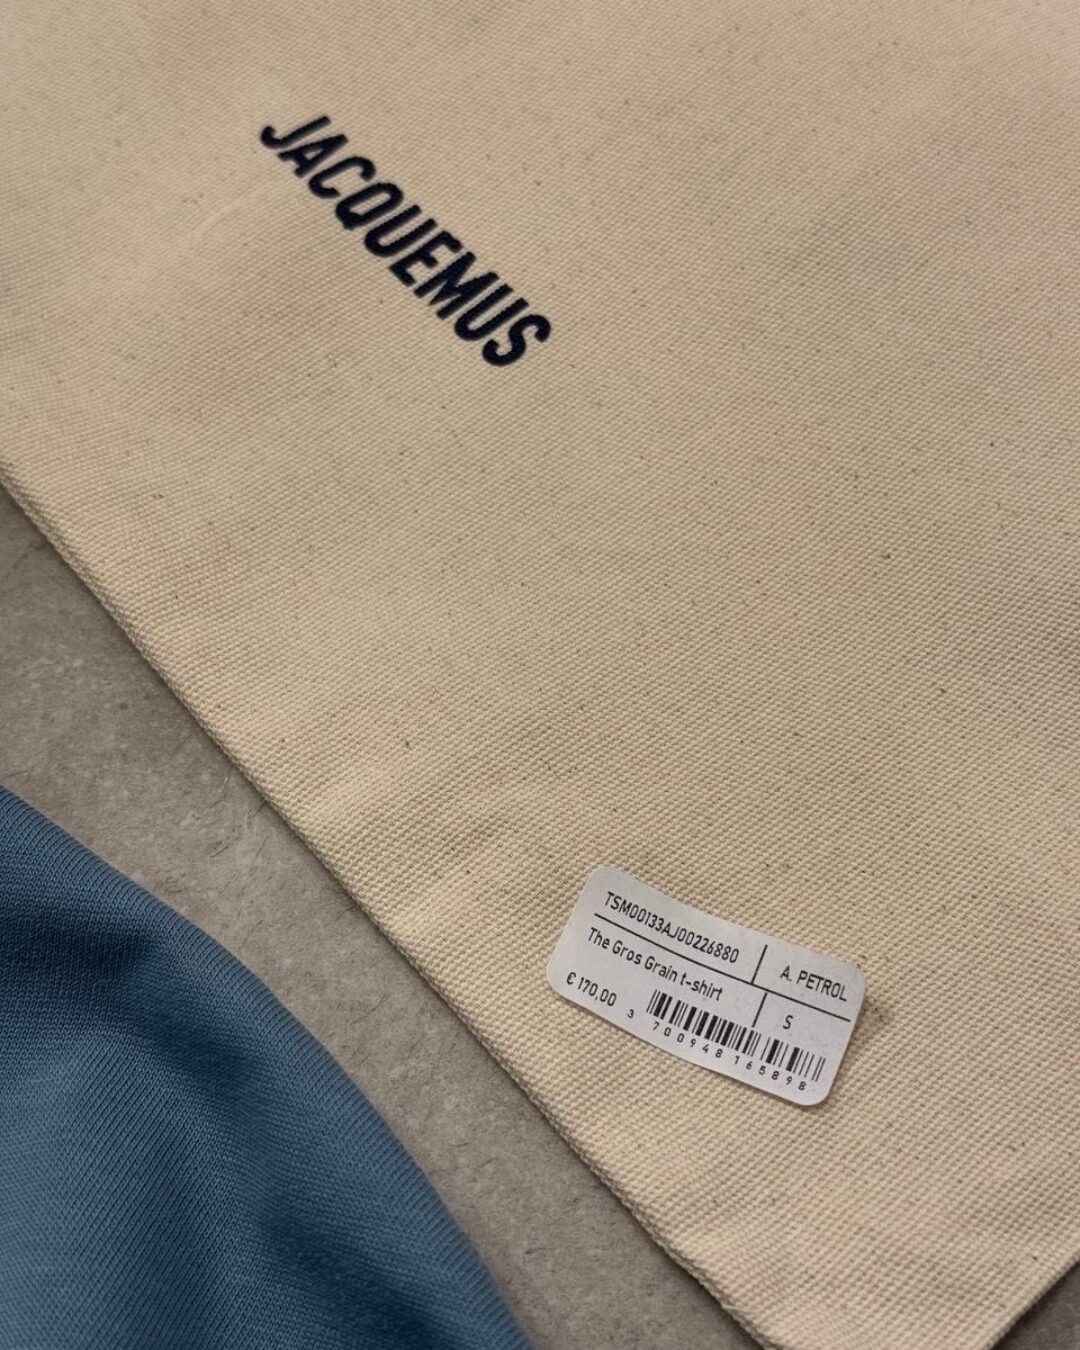 JACQUEMUS
TSM00133AJ00226880
A. PETROL
The Gros Grain t-shirt
S
€ 170,00
3 700948 165898